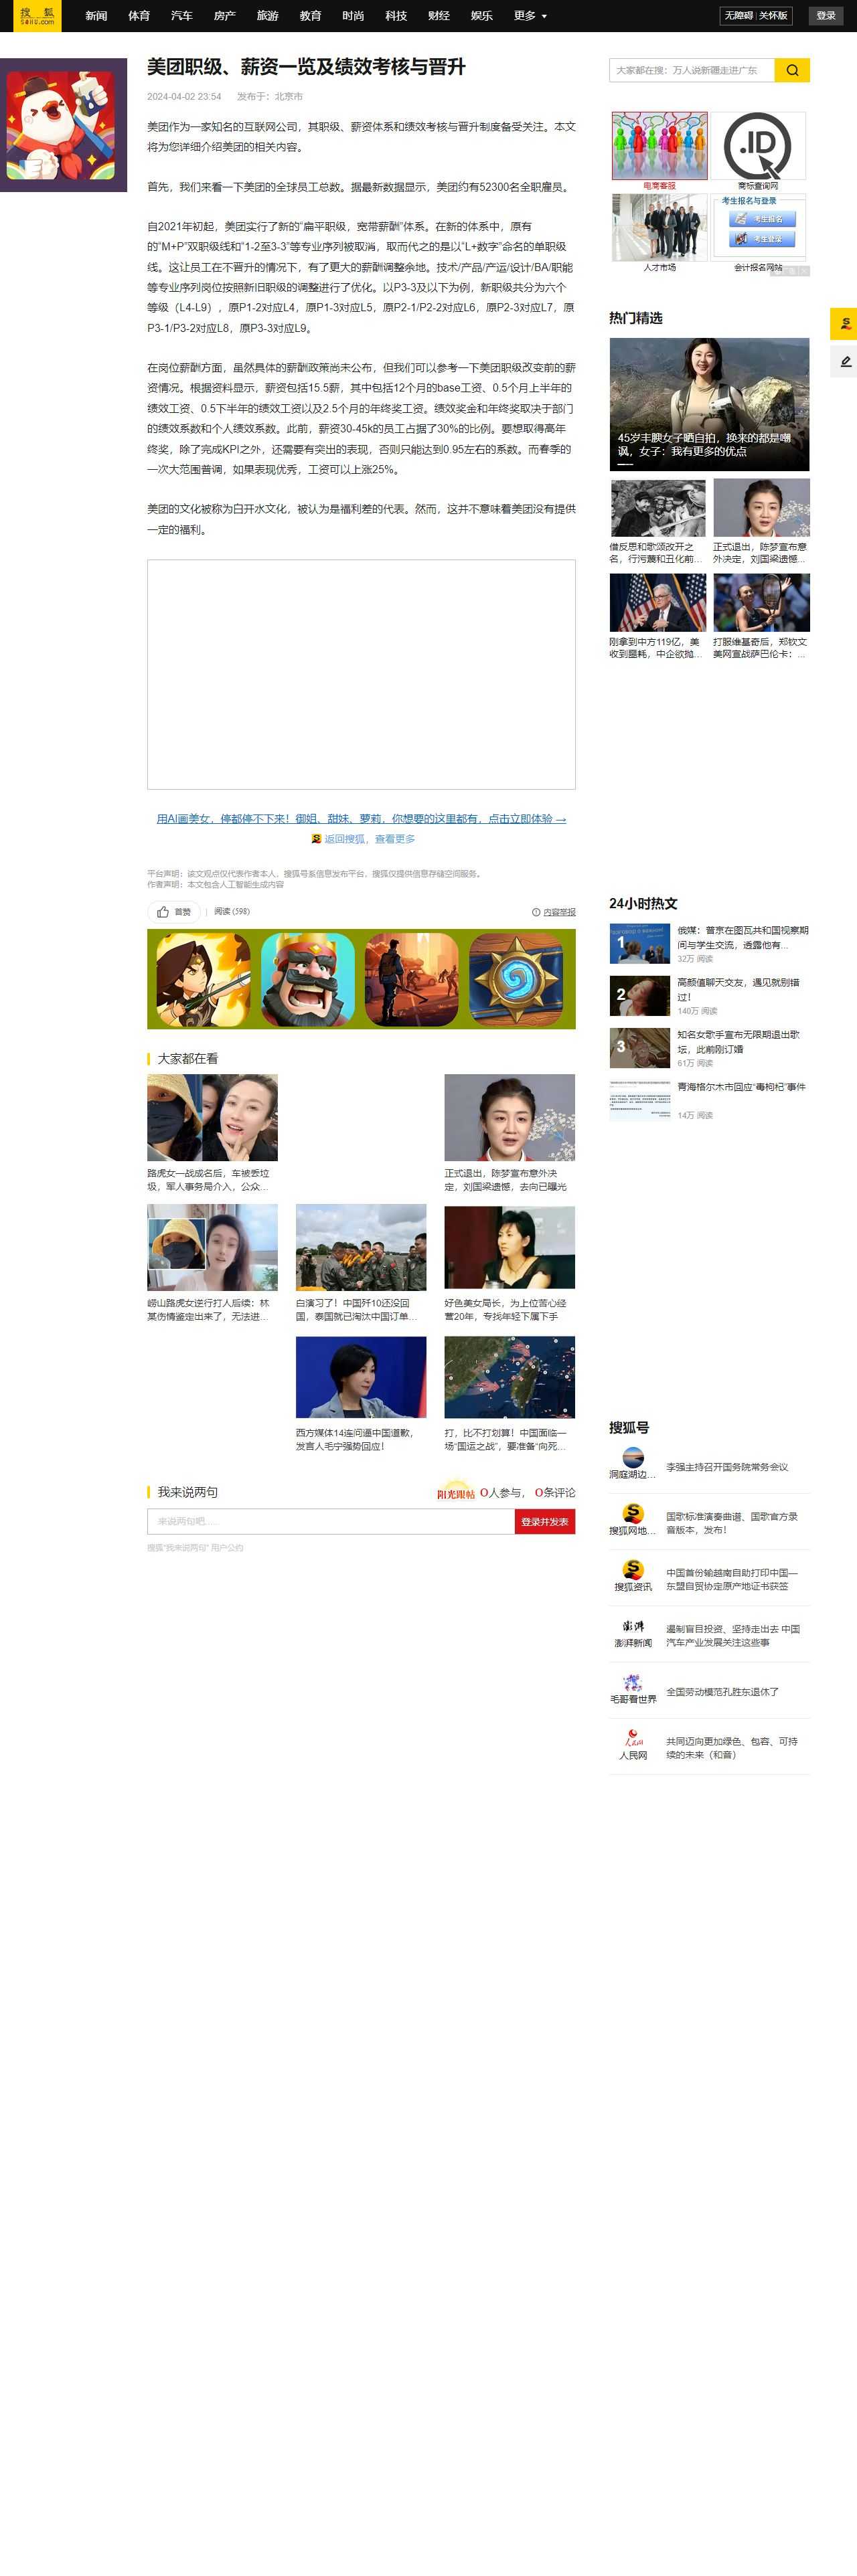 搜 狐
SOHU.com
新闻 体育 汽车 房产 旅游 教育 时尚 科技 财经 娱乐 更多
无障碍 关怀版
登录
美团职级、薪资一览及绩效考核与晋升
2024-04-02 23:54 发布于：北京市
美团作为一家知名的互联网公司，其职级、薪资体系和绩效考核与晋升制度备受关注。本文
将为您详细介绍美团的相关内容。
首先，我们来看一下美团的全球员工总数。据最新数据显示，美团约有52300名全职雇员。
自2021年初起，美团实行了新的“扁平职级，宽带薪酬”体系。在新的体系中，原有
的“M+P”双职级线和“1-2至3-3”等专业序列被取消，取而代之的是以“L+数字”命名的单职级
线。这让员工在不晋升的情况下，有了更大的薪酬调整余地。技术/产品/产运/设计/BA/职能
等专业序列岗位按照新旧职级的调整进行了优化。以P3-3及以下为例，新职级共分为六个
等级（L4-L9），原P1-2对应L4，原P1-3对应L5，原P2-1/P2-2对应L6，原P2-3对应L7，原
P3-1/P3-2对应L8，原P3-3对应L9。
在岗位薪酬方面，虽然具体的薪酬政策尚未公布，但我们可以参考一下美团职级改变前的薪
资情况。根据资料显示，薪资包括15.5薪，其中包括12个月的base工资、0.5个月上半年的
绩效工资、0.5下半年的绩效工资以及2.5个月的年终奖工资。绩效奖金和年终奖取决于部门
的绩效系数和个人绩效系数。此前，薪资30-45k的员工占据了30%的比例。要想取得高年
终奖，除了完成KPI之外，还需要有突出的表现，否则只能达到0.95左右的系数。而春季的
一次大范围普调，如果表现优秀，工资可以上涨25%。
美团的文化被称为白开水文化，被认为是福利差的代表。然而，这并不意味着美团没有提供
一定的福利。
用AI画美女，停都停不下来！御姐、甜妹、萝莉，你想要的这里都有，点击立即体验 →
返回搜狐，查看更多
平台声明：该文观点仅代表作者本人，搜狐号系信息发布平台，搜狐仅提供信息存储空间服务。
作者声明：本文包含人工智能生成内容
首赞 阅读 (598)
内容举报
大家都在看
路虎女一战成名后，车被丢垃
圾，军人事务局介入，公众...
正式退出，陈梦宣布意外决
定，刘国梁遗憾，去向已曝光
崂山路虎女逆行打人后续：林
某伤情鉴定出来了，无法进...
白演习了！中国歼10还没回
国，泰国就已淘汰中国订单...
好色美女局长，为上位苦心经
营20年，专找年轻下属下手
西方媒体14连问逼中国道歉，
发言人毛宁强势回应！
打，比不打划算！中国面临一
场“国运之战”，要准备“向死...
我来说两句
阳光跟帖 0人参与， 0条评论
来说两句吧......
登录并发表
搜狐“我来说两句” 用户公约
大家都在搜：万人说新疆走进广东
电商客服
.ID
商标查询网
人才市场
考生报名与登录
考生报名
考生登录
会计报名网站
热门精选
45岁丰腴女子晒自拍，换来的都是嘲
讽，女子：我有更多的优点
借反思和歌颂改开之
名，行污蔑和丑化前...
正式退出，陈梦宣布意
外决定，刘国梁遗憾...
刚拿到中方119亿，美
收到噩耗，中企欲抛...
打服维基奇后，郑钦文
美网宣战萨巴伦卡：...
24小时热文
1
俄媒：普京在图瓦共和国视察期
间与学生交流，透露他有...
32万 阅读
2
高颜值聊天交友，遇见就别错
过！
140万 阅读
3
知名女歌手宣布无限期退出歌
坛，此前刚订婚
61万 阅读
青海格尔木市回应“毒枸杞”事件
14万 阅读
搜狐号
洞庭湖边...
李强主持召开国务院常务会议
搜狐网地...
国歌标准演奏曲谱、国歌官方录
音版本，发布！
搜狐资讯
中国首份输越南自助打印中国—
东盟自贸协定原产地证书获签
澎湃
澎湃新闻
遏制盲目投资、坚持走出去 中国
汽车产业发展关注这些事
毛哥看世界
全国劳动模范孔胜东退休了
人民网
人民网
共同迈向更加绿色、包容、可持
续的未来（和音）